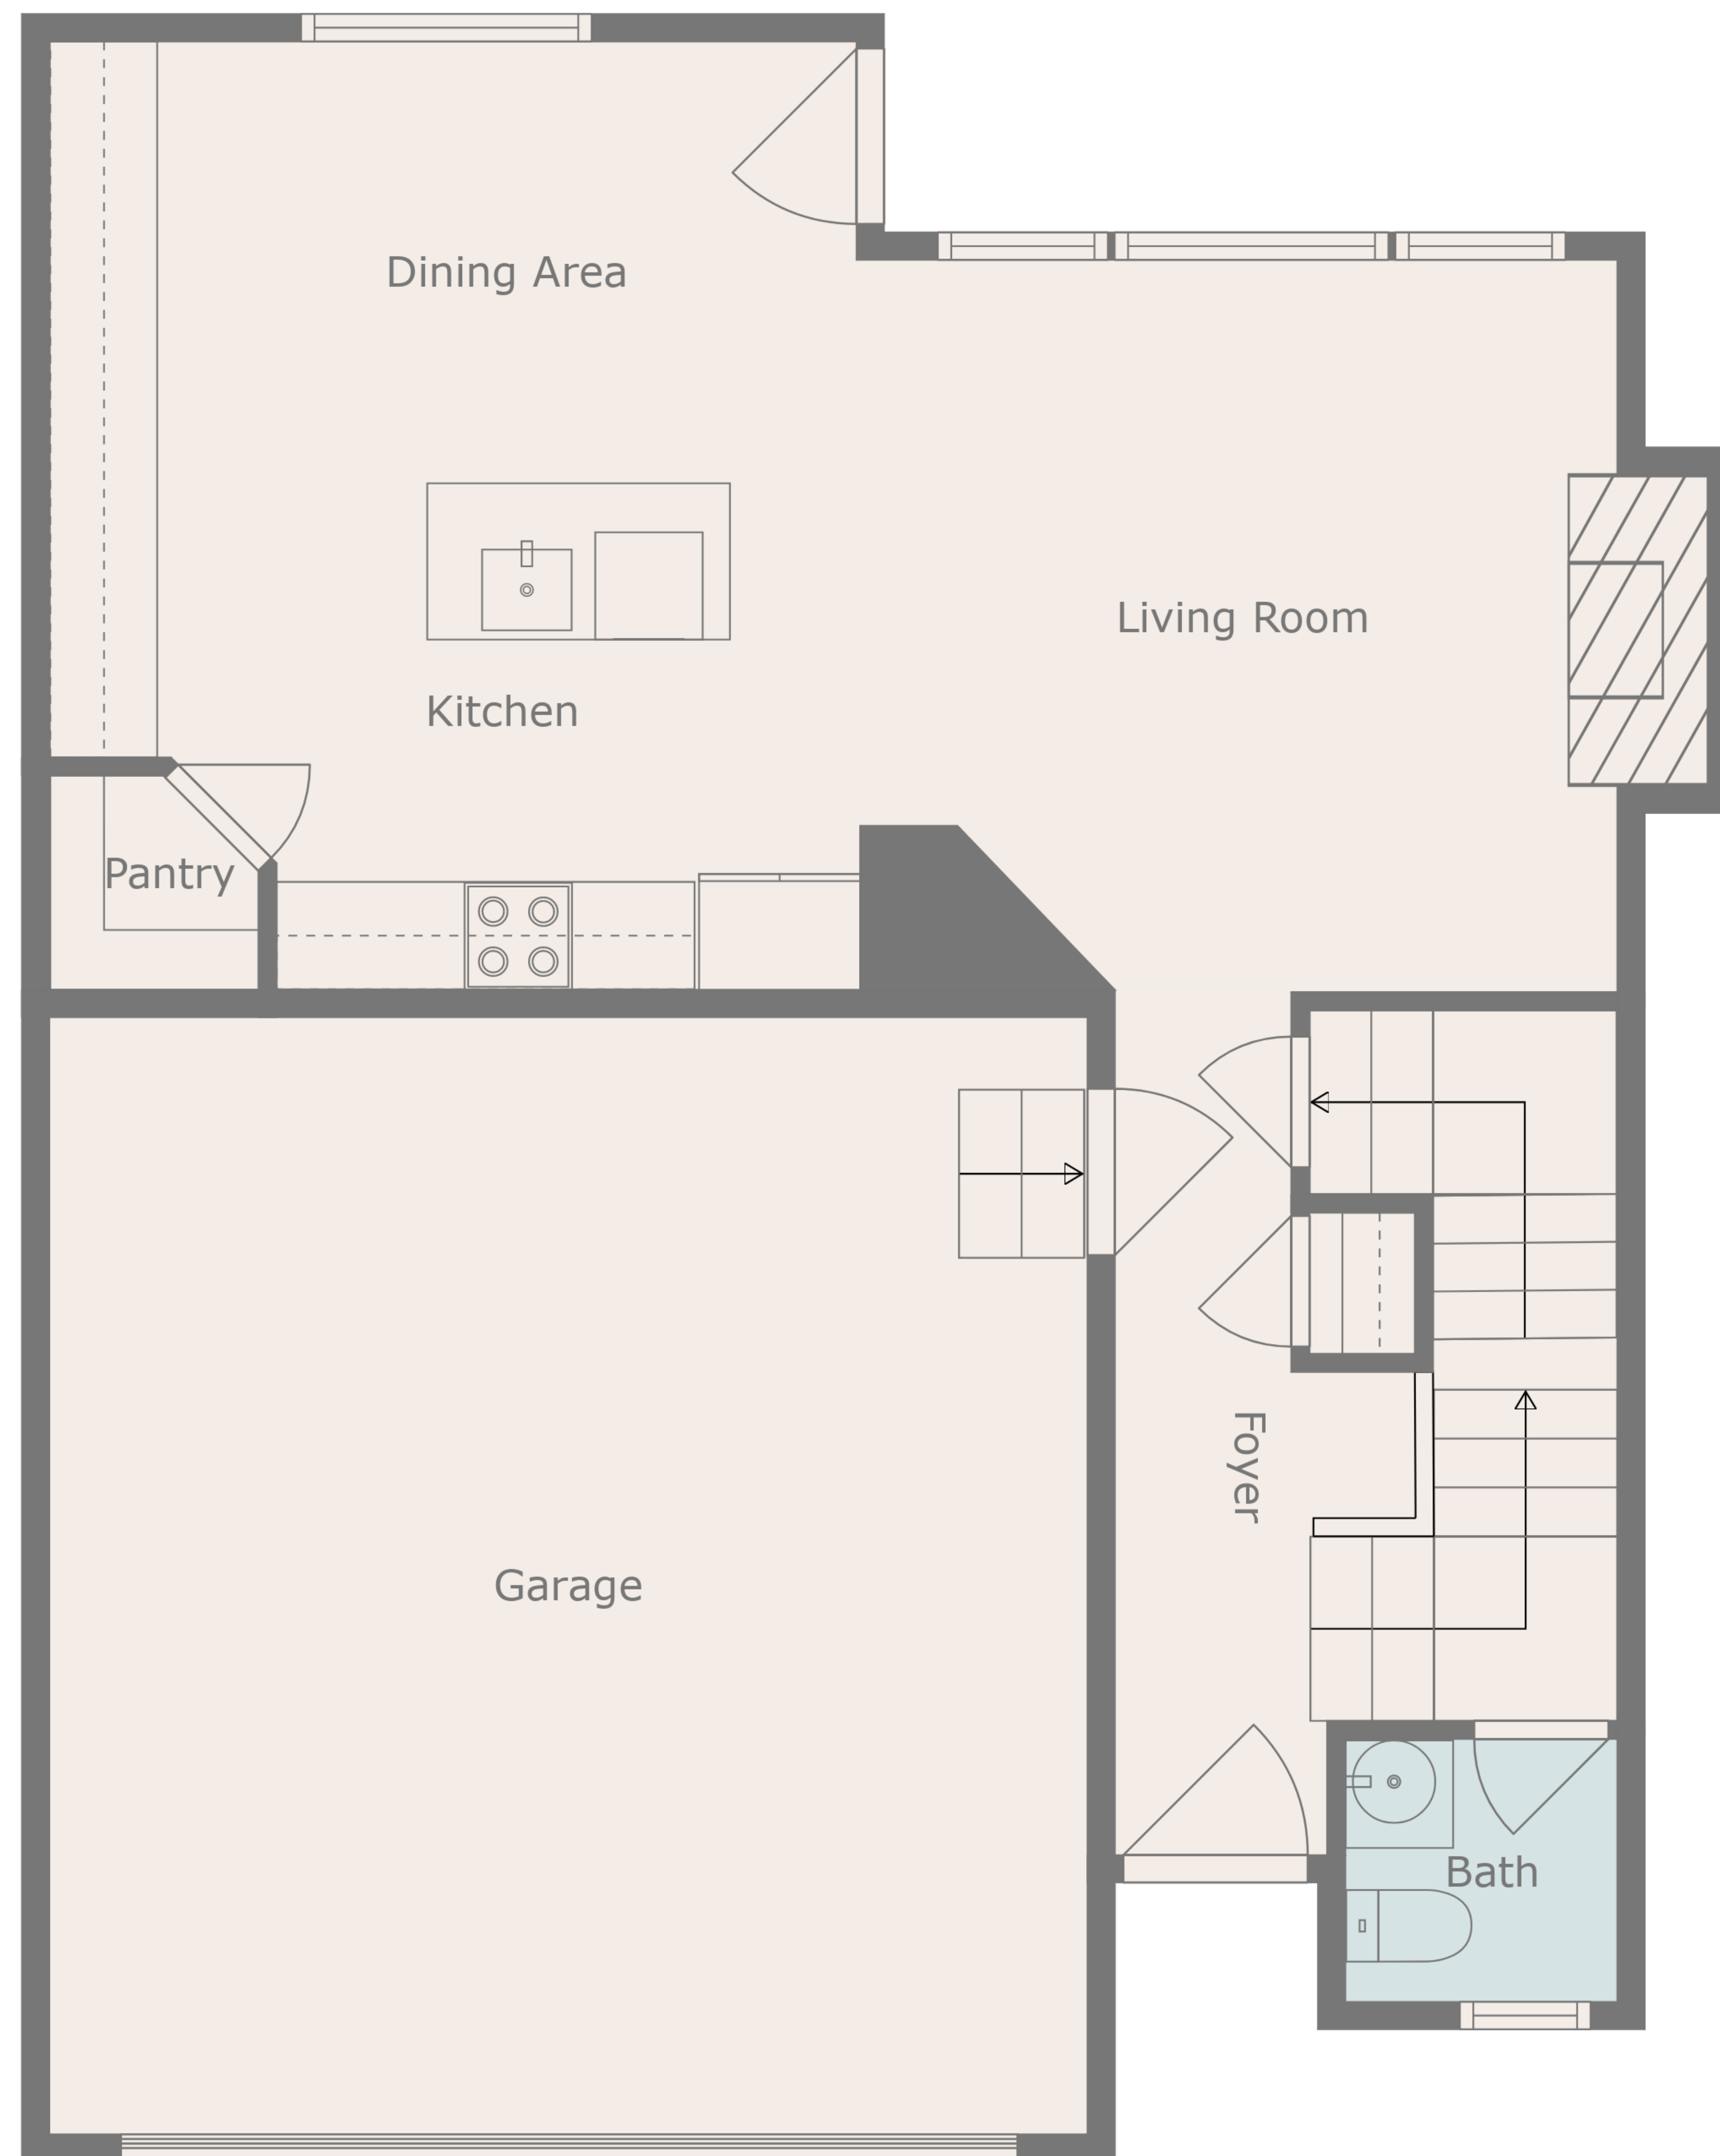 Dining Area
Living Room
Kitchen
Pantry
Foyer
Garage
Bath